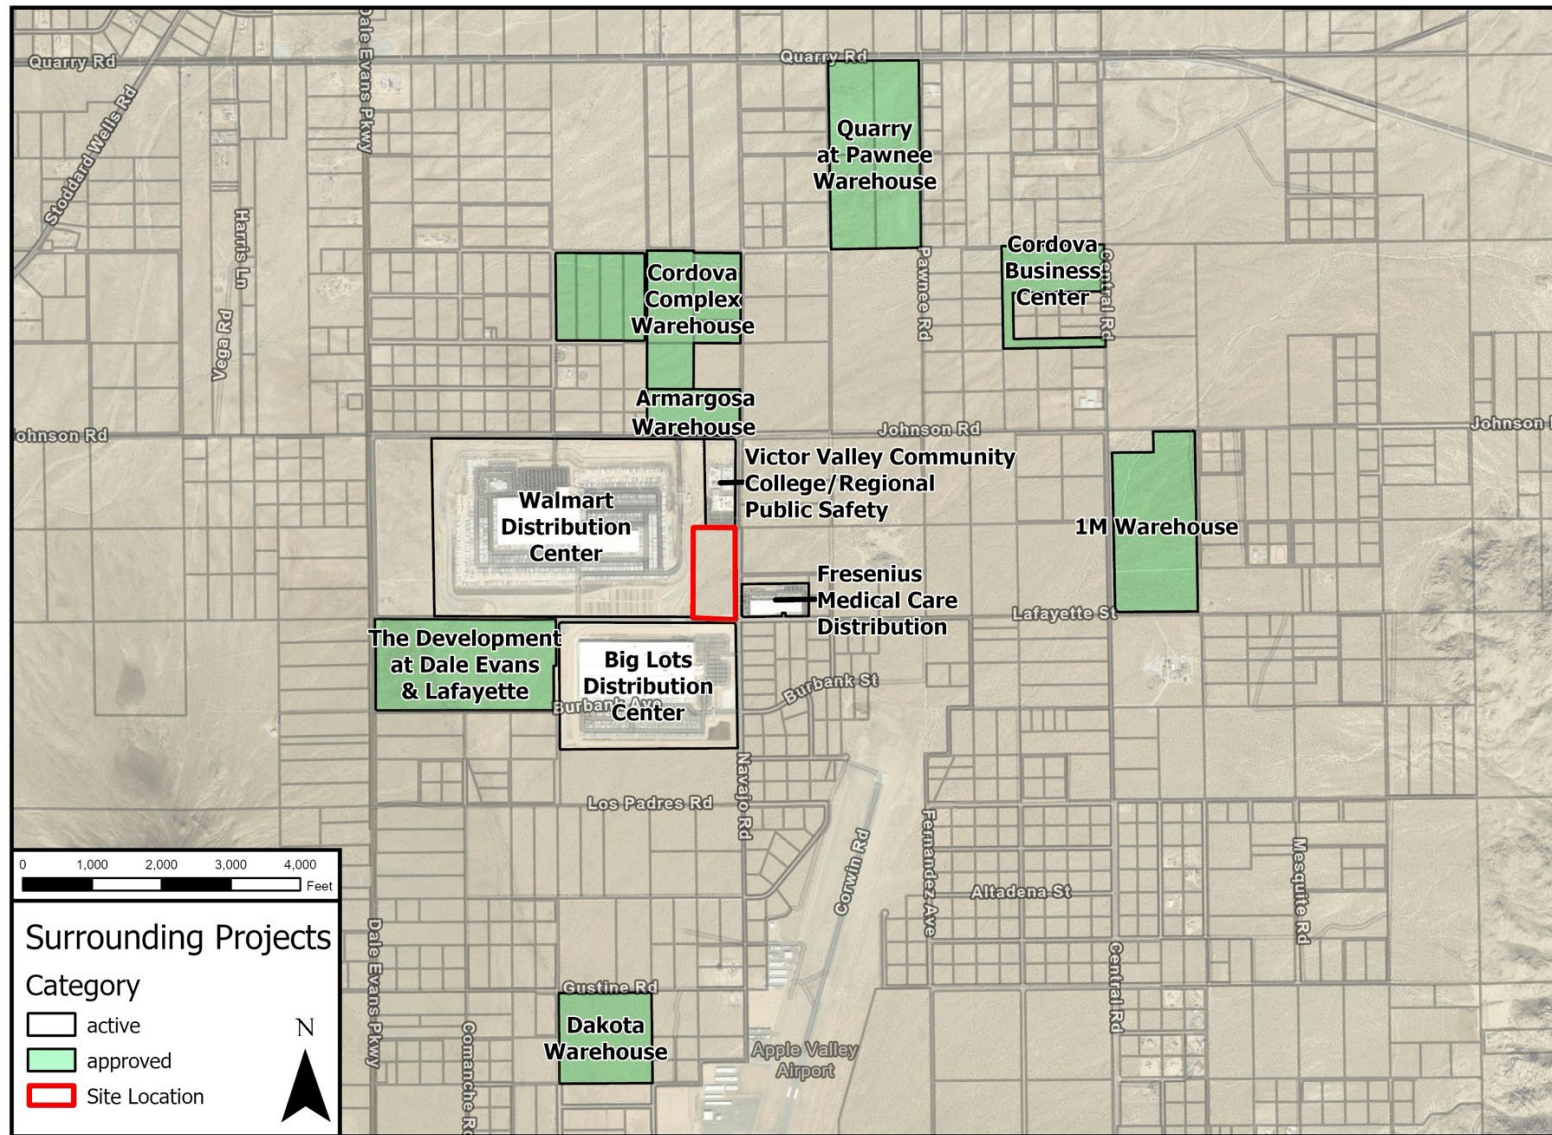 Quarry Rd
Quarry Rd
Dale Evans Pkwy
Stoddard Wells Rd
Harris Ln
Vega Rd
Quarry
at Pawnee
Warehouse
Pawnee Rd
Cordova
Business
Center
Central Rd
Cordova
Complex
Warehouse
Armargosa
Warehouse
Johnson Rd
Johnson Rd
Johnson
Victor Valley Community
College/Regional
Public Safety
Walmart
Distribution
Center
1M Warehouse
Fresenius
Medical Care
Distribution
Lafayette St
The Development
at Dale Evans
& Lafayette
Big Lots
Distribution
Center
Burbank Ave
Burbank St
Navajo Rd
Los Padres Rd
Corwin Rd
Fernandez Ave
Altadena St
Mesquite Rd
Central Rd
Dale Evans Pkwy
Comanche Rd
Gustine Rd
Dakota
Warehouse
Apple Valley
Airport
0 1,000 2,000 3,000 4,000
Feet
Surrounding Projects
Category
active
approved
Site Location
N